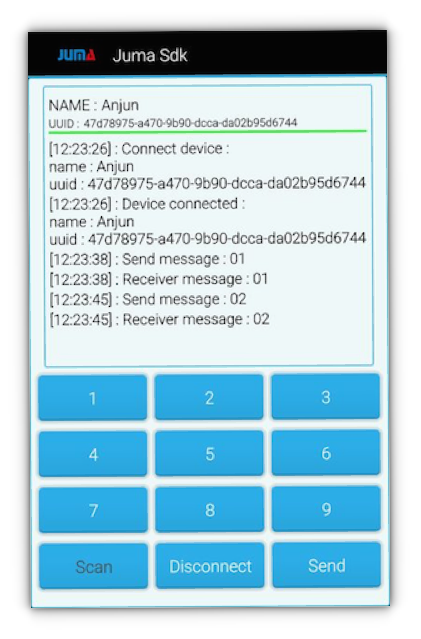 JUMA Juma Sdk
NAME : Anjun
UUID : 47d78975-a470-9b90-dcca-da02b95d6744
[12:23:26] : Connect device :
name : Anjun
uuid : 47d78975-a470-9b90-dcca-da02b95d6744
[12:23:26] : Device connected :
name : Anjun
uuid : 47d78975-a470-9b90-dcca-da02b95d6744
[12:23:38] : Send message : 01
[12:23:38] : Receiver message : 01
[12:23:45] : Send message : 02
[12:23:45] : Receiver message : 02
1 2 3
4 5 6
7 8 9
Scan Disconnect Send